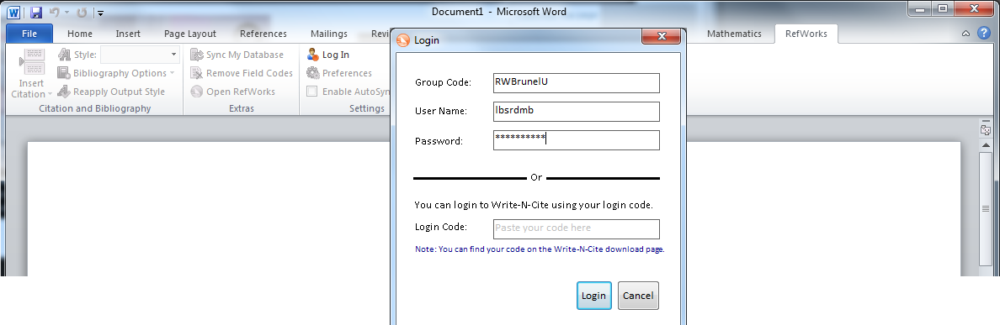 Document1 - Microsoft Word
File Home Insert Page Layout References Mailings Mathematics RefWorks
Login
Style: Sync My Database Log In
Insert Citation Bibliography Options Remove Field Codes Preferences
Reapply Output Style Open RefWorks
Citation and Bibliography Extras Settings
Group Code: RWBrunelU
User Name: lbsrdmb
Password: **********
Or
You can login to Write-N-Cite using your login code.
Login Code: Paste your code here
Note: You can find your code on the Write-N-Cite download page.
Login Cancel